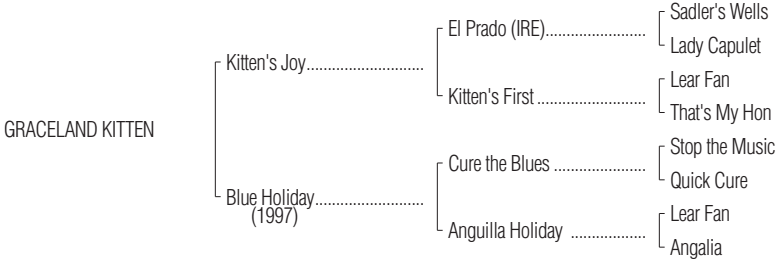 Sadler's Wells
El Prado (IRE)........................
Lady Capulet
Kitten's Joy............................
Lear Fan
Kitten's First ..........................
That's My Hon
GRACELAND KITTEN
Stop the Music
Cure the Blues ......................
Quick Cure
Blue Holiday..........................
(1997)
Lear Fan
Anguilla Holiday ..................
Angalia